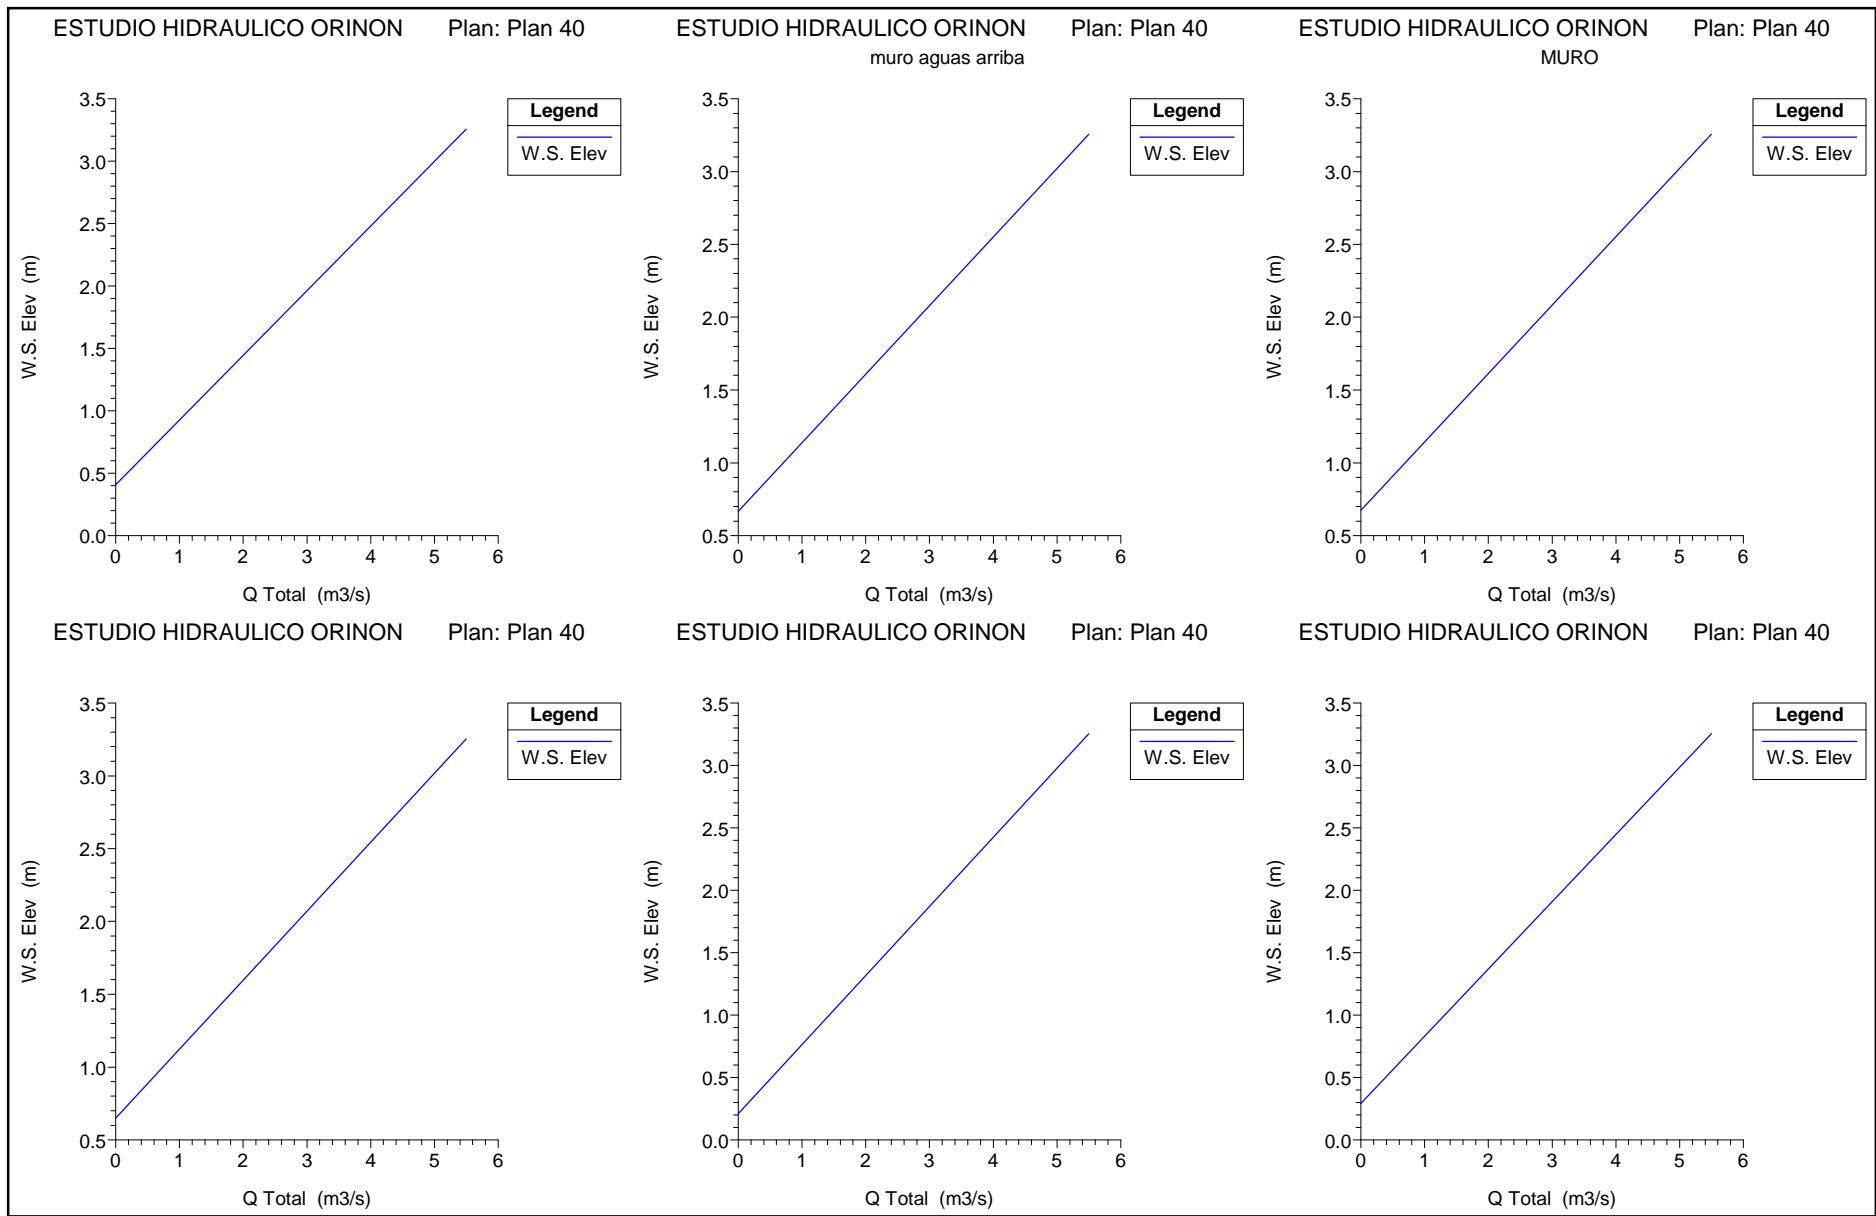 ESTUDIO HIDRAULICO ORINON Plan: Plan 40
3.5
3.0
2.5
2.0
1.5
1.0
0.5
0.0
W.S. Elev (m)
0 1 2 3 4 5 6
Q Total (m3/s)
Legend
W.S. Elev
ESTUDIO HIDRAULICO ORINON Plan: Plan 40
muro aguas arriba
3.5
3.0
2.5
2.0
1.5
1.0
0.5
W.S. Elev (m)
0 1 2 3 4 5 6
Q Total (m3/s)
Legend
W.S. Elev
ESTUDIO HIDRAULICO ORINON Plan: Plan 40
MURO
3.5
3.0
2.5
2.0
1.5
1.0
0.5
W.S. Elev (m)
0 1 2 3 4 5 6
Q Total (m3/s)
Legend
W.S. Elev
ESTUDIO HIDRAULICO ORINON Plan: Plan 40
3.5
3.0
2.5
2.0
1.5
1.0
0.5
W.S. Elev (m)
0 1 2 3 4 5 6
Q Total (m3/s)
Legend
W.S. Elev
ESTUDIO HIDRAULICO ORINON Plan: Plan 40
3.5
3.0
2.5
2.0
1.5
1.0
0.5
0.0
W.S. Elev (m)
0 1 2 3 4 5 6
Q Total (m3/s)
Legend
W.S. Elev
ESTUDIO HIDRAULICO ORINON Plan: Plan 40
3.5
3.0
2.5
2.0
1.5
1.0
0.5
0.0
W.S. Elev (m)
0 1 2 3 4 5 6
Q Total (m3/s)
Legend
W.S. Elev